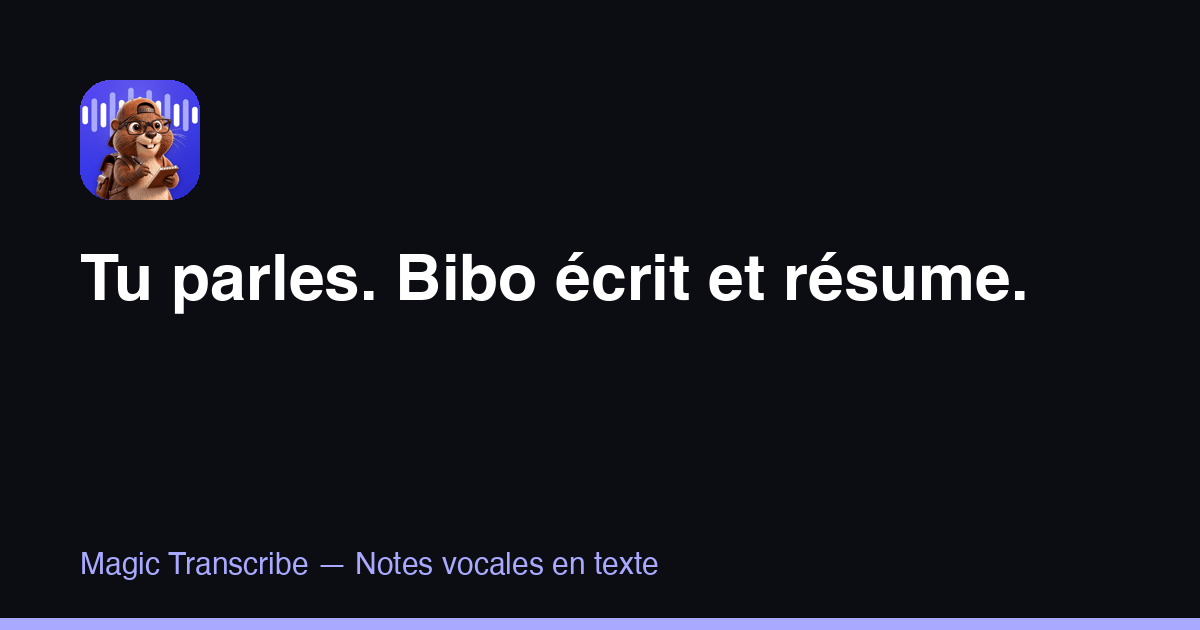 Tu parles. Bibo écrit et résume.
Magic Transcribe — Notes vocales en texte